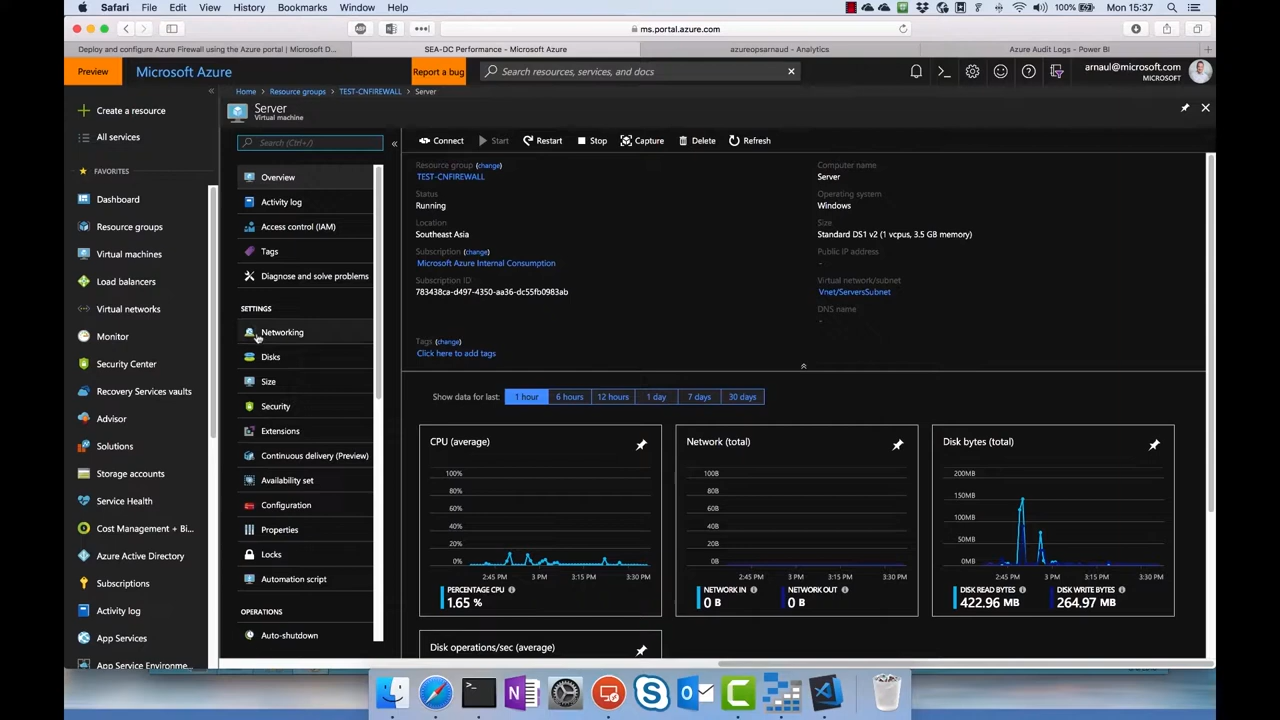 Safari File Edit View History Bookmarks Window Help
100% Mon 15:37
ms.portal.azure.com
Deploy and configure Azure Firewall using the Azure portal | Microsoft D...
SEA-DC Performance - Microsoft Azure
azureopsarnaud - Analytics
Azure Audit Logs - Power BI
Preview
Microsoft Azure
Report a bug
Search resources, services, and docs
arnaul@microsoft.com
MICROSOFT
Create a resource
All services
FAVORITES
Dashboard
Resource groups
Virtual machines
Load balancers
Virtual networks
Monitor
Security Center
Recovery Services vaults
Advisor
Solutions
Storage accounts
Service Health
Cost Management + Bi...
Azure Active Directory
Subscriptions
Activity log
App Services
App Service Environme...
Home > Resource groups > TEST-CNFIREWALL > Server
Server
Virtual machine
Search (Ctrl+/)
Overview
Activity log
Access control (IAM)
Tags
Diagnose and solve problems
SETTINGS
Networking
Disks
Size
Security
Extensions
Continuous delivery (Preview)
Availability set
Configuration
Properties
Locks
Automation script
OPERATIONS
Auto-shutdown
Connect Start Restart Stop Capture Delete Refresh
Resource group (change)
TEST-CNFIREWALL
Status
Running
Location
Southeast Asia
Subscription (change)
Microsoft Azure Internal Consumption
Subscription ID
783438ca-d497-4350-aa36-dc55fb0983ab
Computer name
Server
Operating system
Windows
Size
Standard DS1 v2 (1 vcpus, 3.5 GB memory)
Public IP address
-
Virtual network/subnet
Vnet/ServersSubnet
DNS name
-
Tags (change)
Click here to add tags
Show data for last: 1 hour 6 hours 12 hours 1 day 7 days 30 days
CPU (average)
100%
80%
60%
40%
20%
0%
2:45 PM 3 PM 3:15 PM 3:30 PM
PERCENTAGE CPU
1.65 %
Network (total)
100B
80B
60B
40B
20B
0B
2:45 PM 3 PM 3:15 PM 3:30 PM
NETWORK IN
0 B
NETWORK OUT
0 B
Disk bytes (total)
200MB
150MB
100MB
50MB
0MB
2:45 PM 3 PM 3:15 PM 3:30 PM
DISK READ BYTES
422.96 MB
DISK WRITE BYTES
264.97 MB
Disk operations/sec (average)